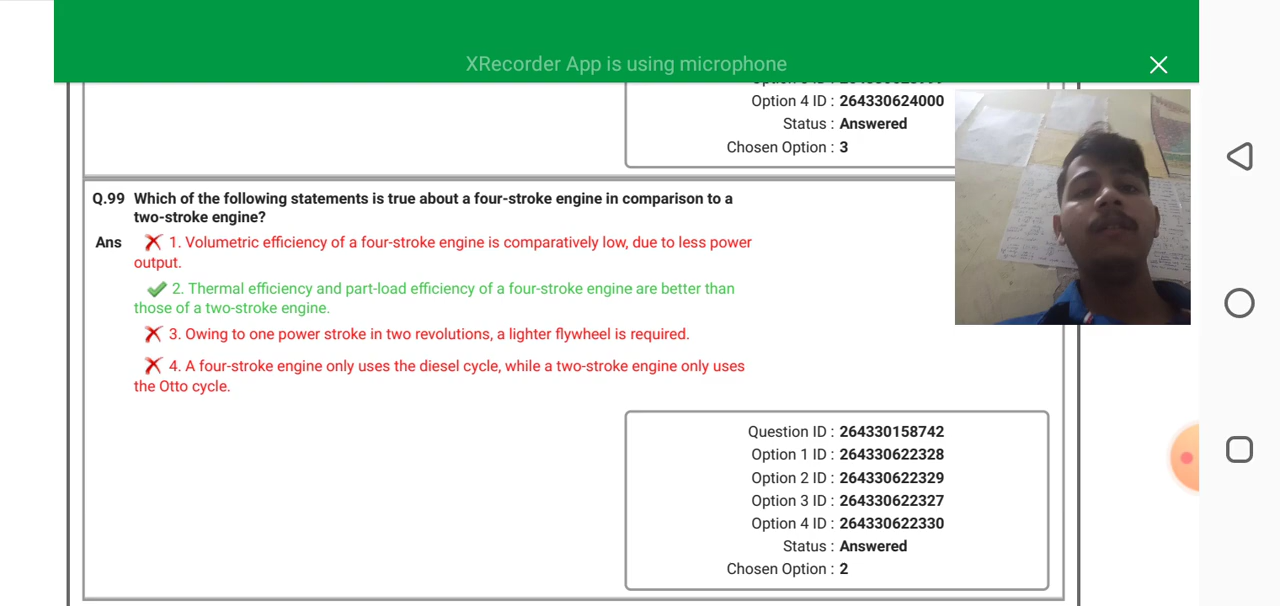 XRecorder App is using microphone
Option 4 ID : 264330624000
Status : Answered
Chosen Option : 3
Q.99 Which of the following statements is true about a four-stroke engine in comparison to a
two-stroke engine?
Ans 1. Volumetric efficiency of a four-stroke engine is comparatively low, due to less power
output.
2. Thermal efficiency and part-load efficiency of a four-stroke engine are better than
those of a two-stroke engine.
3. Owing to one power stroke in two revolutions, a lighter flywheel is required.
4. A four-stroke engine only uses the diesel cycle, while a two-stroke engine only uses
the Otto cycle.
Question ID : 264330158742
Option 1 ID : 264330622328
Option 2 ID : 264330622329
Option 3 ID : 264330622327
Option 4 ID : 264330622330
Status : Answered
Chosen Option : 2